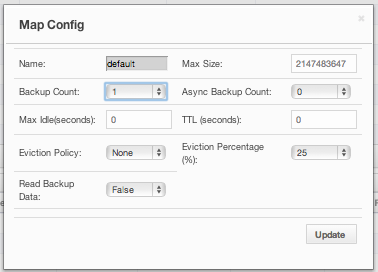 Map Config
Name: default Max Size: 2147483647
Backup Count: 1 Async Backup Count: 0
Max Idle(seconds): 0 TTL (seconds): 0
Eviction Policy: None Eviction Percentage (%): 25
Read Backup Data: False
Update